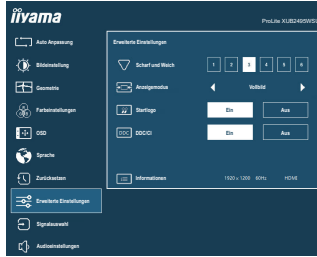 iiyama
ProLite XUB2495WSU
Auto Anpassung
Erweiterte Einstellungen
Bildeinstellung
Scharf und Weich
1 2 3 4 5 6
Geometrie
Anzeigenmodus
Vollbild
Farbeinstellungen
Startlogo
Ein
Aus
OSD
DDC DDC/CI
Ein
Aus
Sprache
Zurücksetzen
Informationen
1920 x 1200 60Hz HDMI
Erweiterte Einstellungen
Signalauswahl
Audioeinstellungen